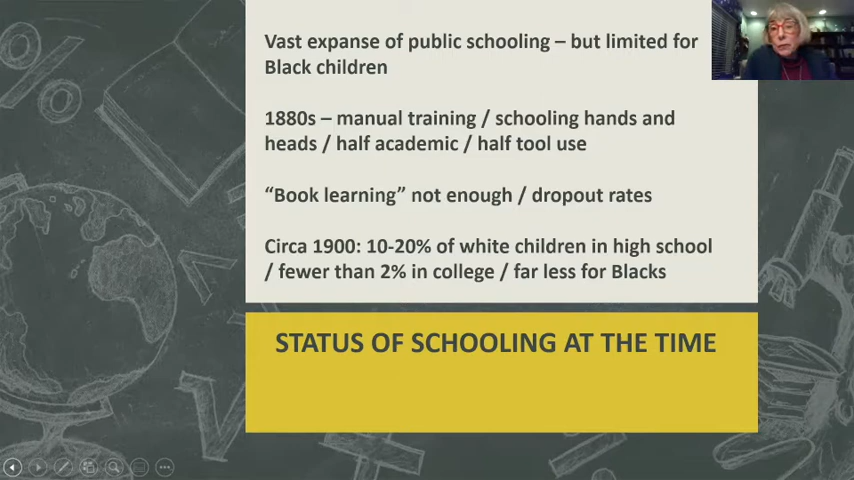 Vast expanse of public schooling – but limited for
Black children
1880s – manual training / schooling hands and
heads / half academic / half tool use
“Book learning” not enough / dropout rates
Circa 1900: 10-20% of white children in high school
/ fewer than 2% in college / far less for Blacks
STATUS OF SCHOOLING AT THE TIME